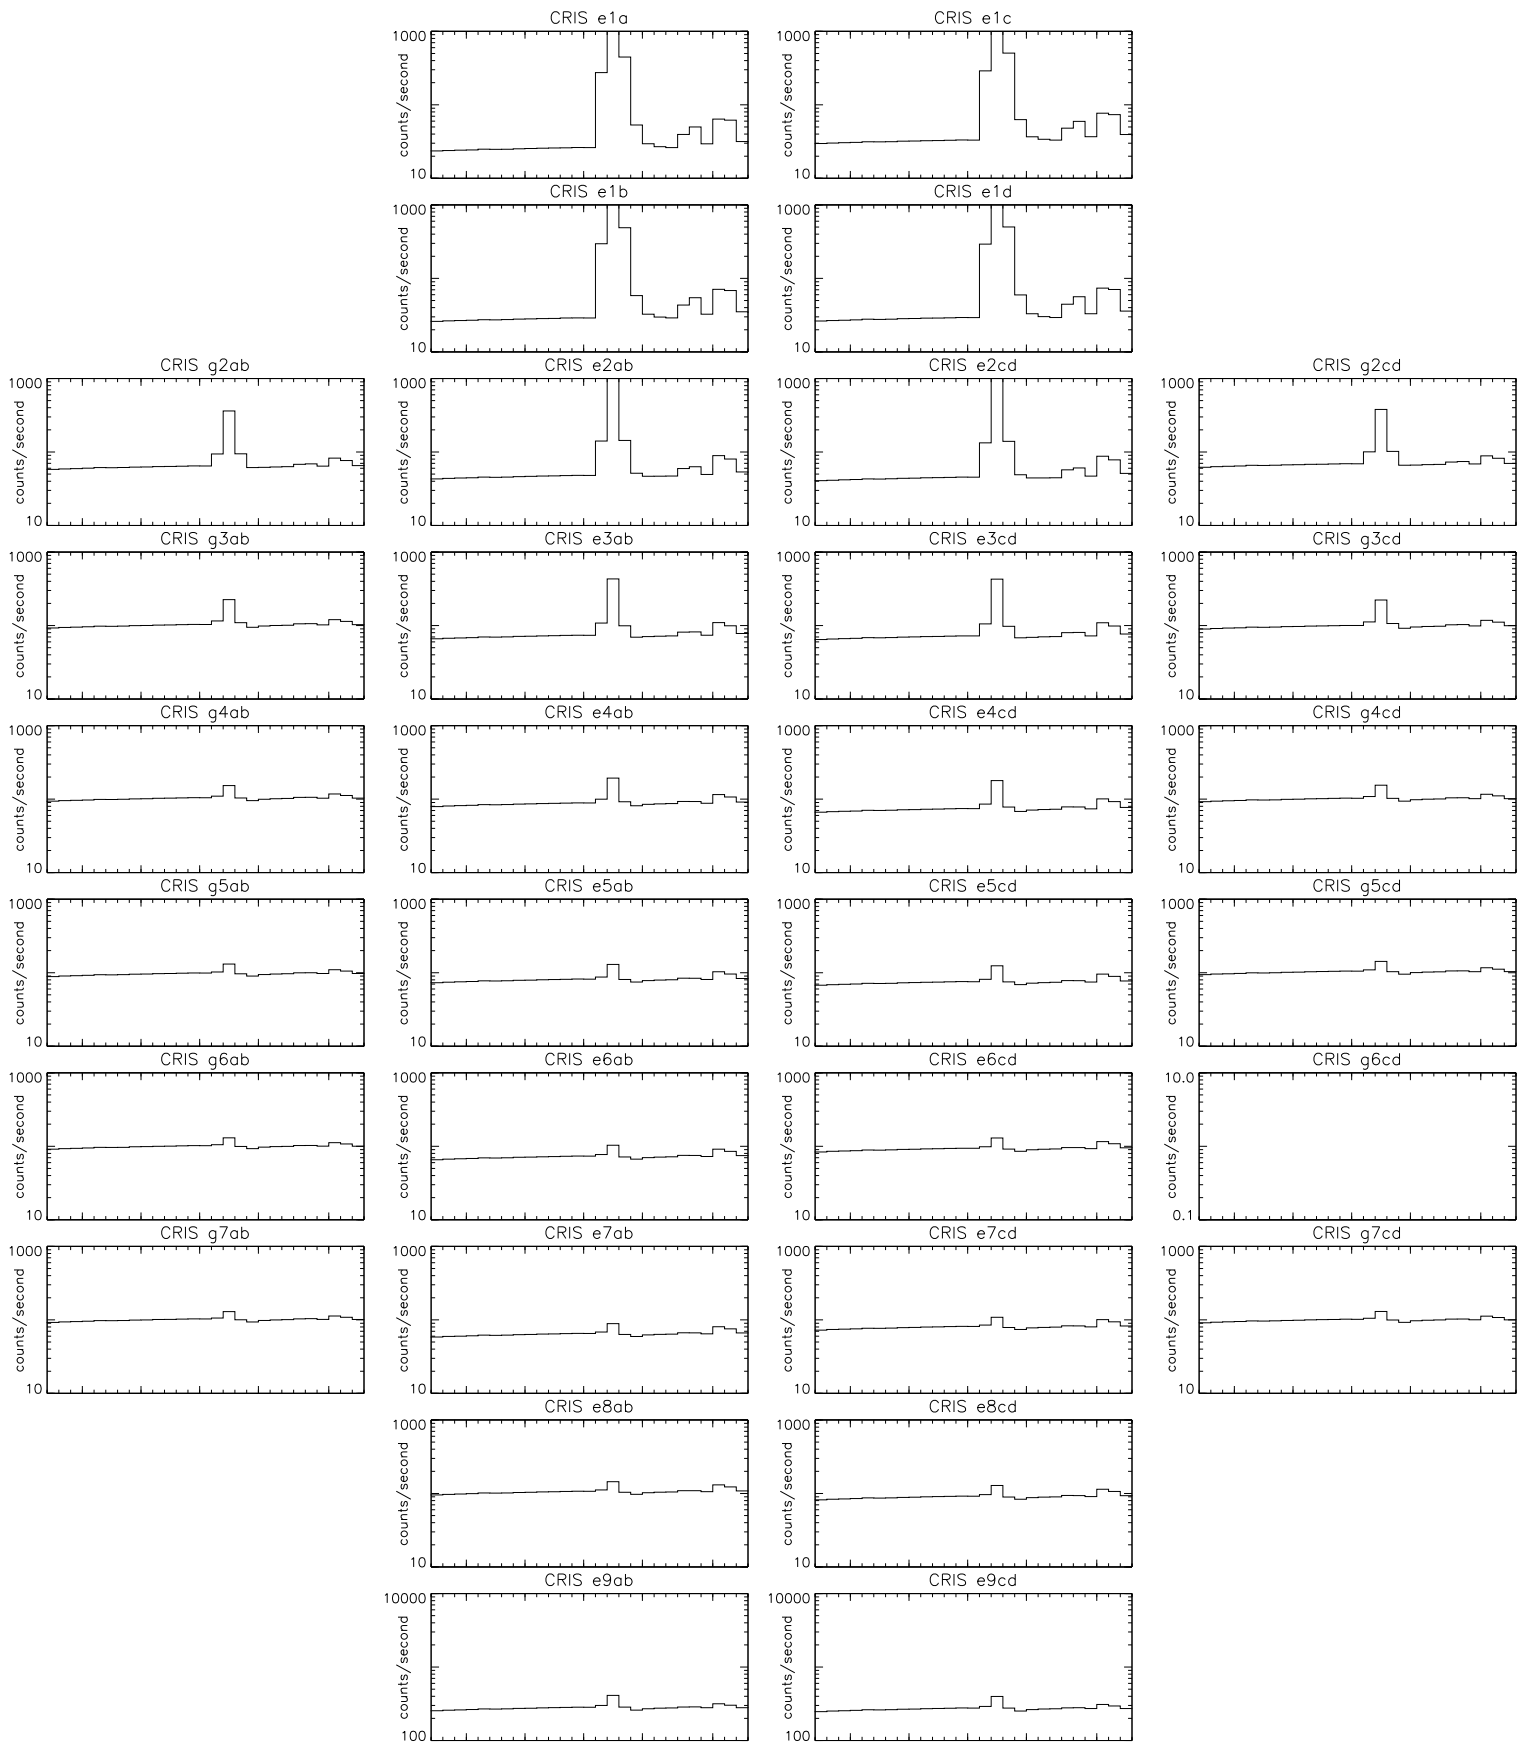 CRIS e1a
1000
counts/second
10
CRIS e1c
1000
counts/second
10
CRIS e1b
1000
counts/second
10
CRIS e1d
1000
counts/second
10
CRIS g2ab
1000
counts/second
10
CRIS e2ab
1000
counts/second
10
CRIS e2cd
1000
counts/second
10
CRIS g2cd
1000
counts/second
10
CRIS g3ab
1000
counts/second
10
CRIS e3ab
1000
counts/second
10
CRIS e3cd
1000
counts/second
10
CRIS g3cd
1000
counts/second
10
CRIS g4ab
1000
counts/second
10
CRIS e4ab
1000
counts/second
10
CRIS e4cd
1000
counts/second
10
CRIS g4cd
1000
counts/second
10
CRIS g5ab
1000
counts/second
10
CRIS e5ab
1000
counts/second
10
CRIS e5cd
1000
counts/second
10
CRIS g5cd
1000
counts/second
10
CRIS g6ab
1000
counts/second
10
CRIS e6ab
1000
counts/second
10
CRIS e6cd
1000
counts/second
10
CRIS g6cd
10.0
counts/second
0.1
CRIS g7ab
1000
counts/second
10
CRIS e7ab
1000
counts/second
10
CRIS e7cd
1000
counts/second
10
CRIS g7cd
1000
counts/second
10
CRIS e8ab
1000
counts/second
10
CRIS e8cd
1000
counts/second
10
CRIS e9ab
10000
counts/second
100
CRIS e9cd
10000
counts/second
100